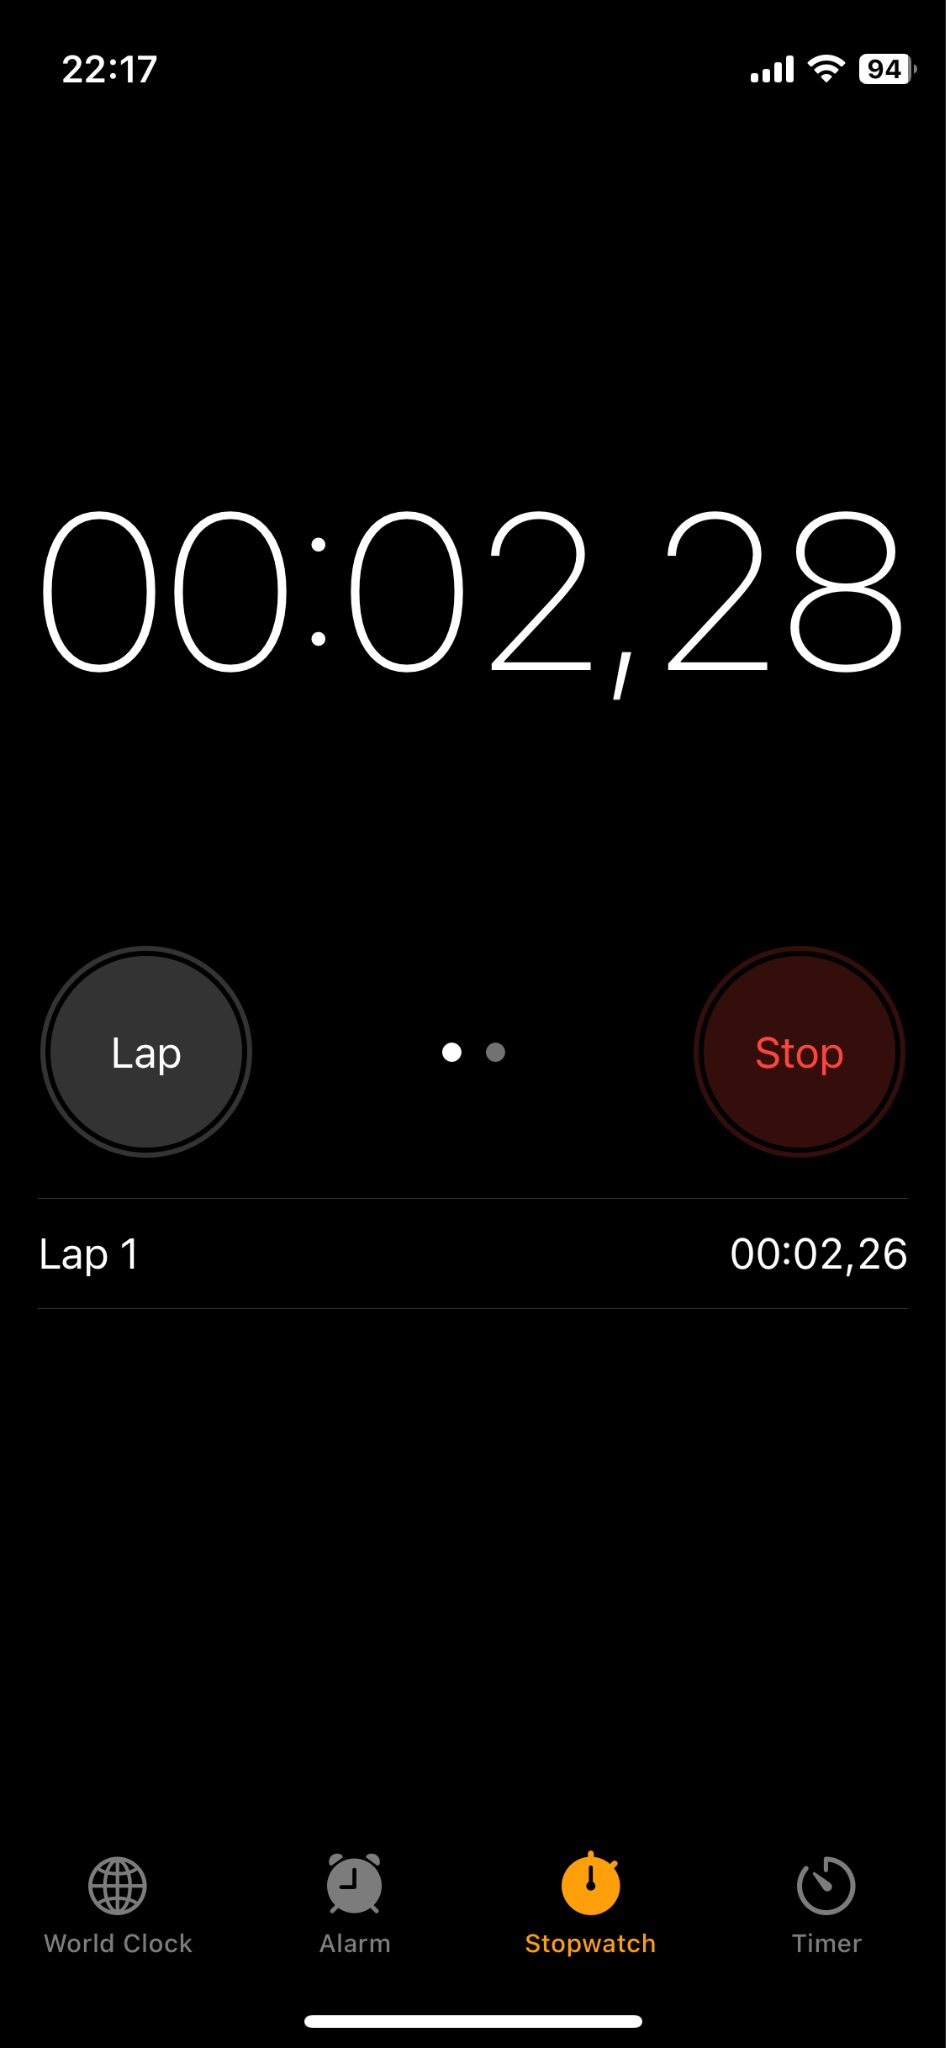 22:17 94
00:02,28
Lap Stop
Lap 1 00:02,26
World Clock Alarm Stopwatch Timer